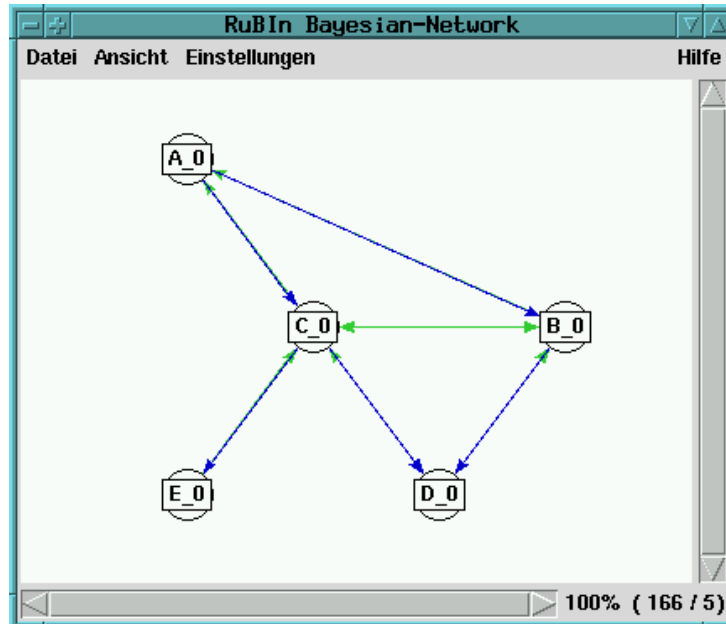 RuBIn Bayesian-Network
Datei Ansicht Einstellungen Hilfe
A_0
C_0 B_0
E_0 D_0
100% ( 166 / 5)